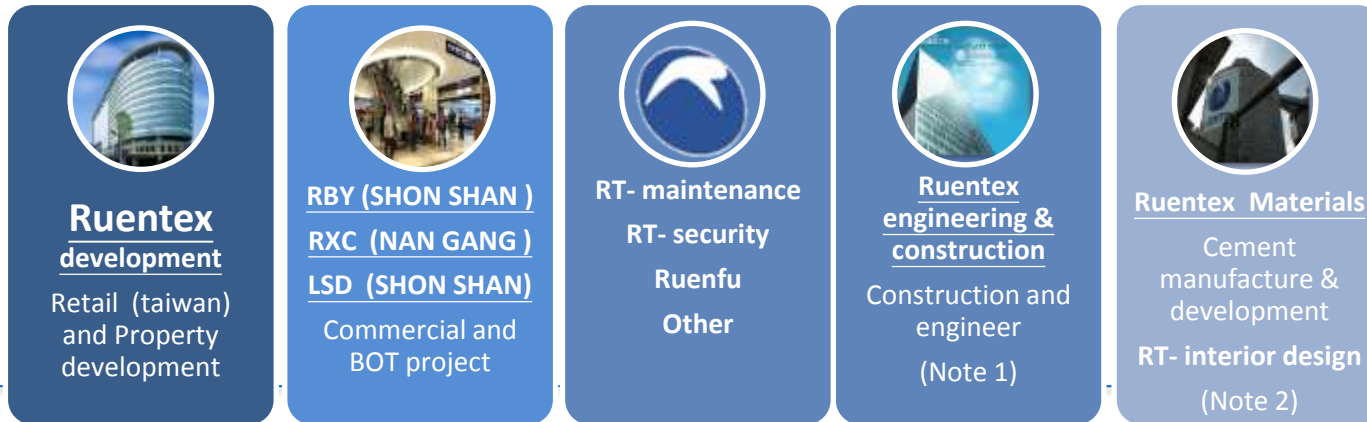 Ruentex
development
Retail (taiwan)
and Property
development
RBY (SHON SHAN )
RXC (NAN GANG )
LSD (SHON SHAN)
Commercial and
BOT project
RT- maintenance
RT- security
Ruenfu
Other
Ruentex
engineering &
construction
Construction and
engineer
(Note 1)
Ruentex Materials
Cement
manufacture &
development
RT- interior design
(Note 2)